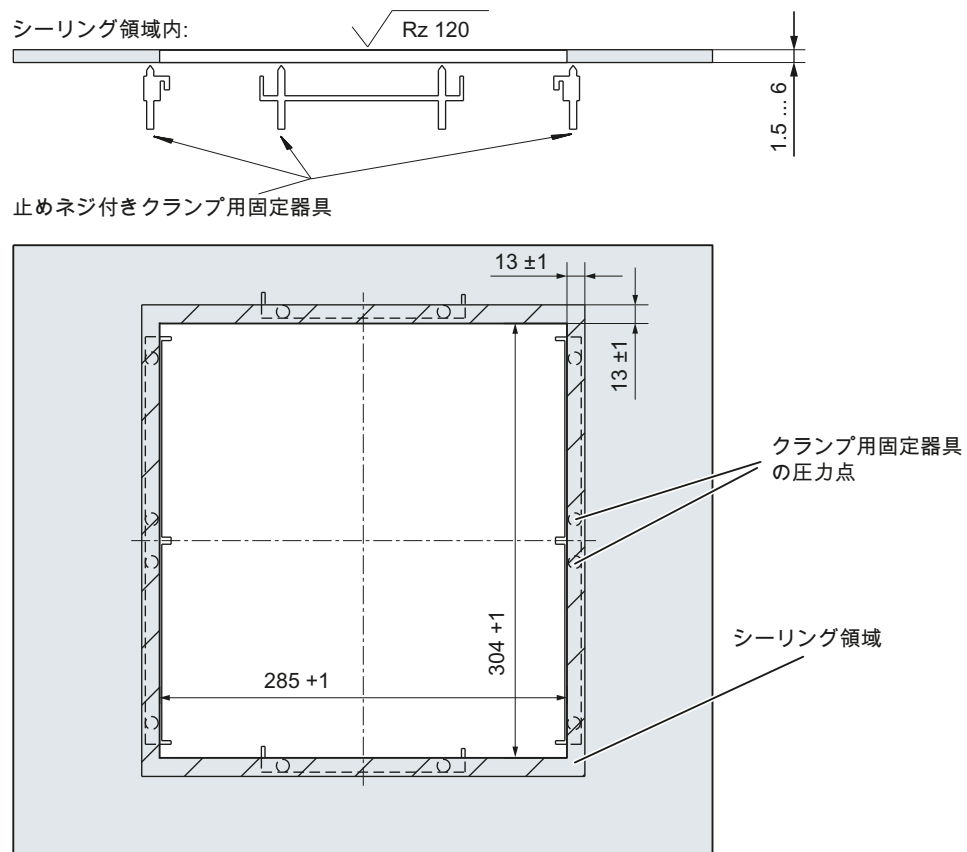 シーリング領域内:
Rz 120
1.5 ... 6
止めネジ付きクランプ用固定器具
13 ±1
13 ±1
クランプ用固定器具
の圧力点
304 +1
シーリング領域
285 +1